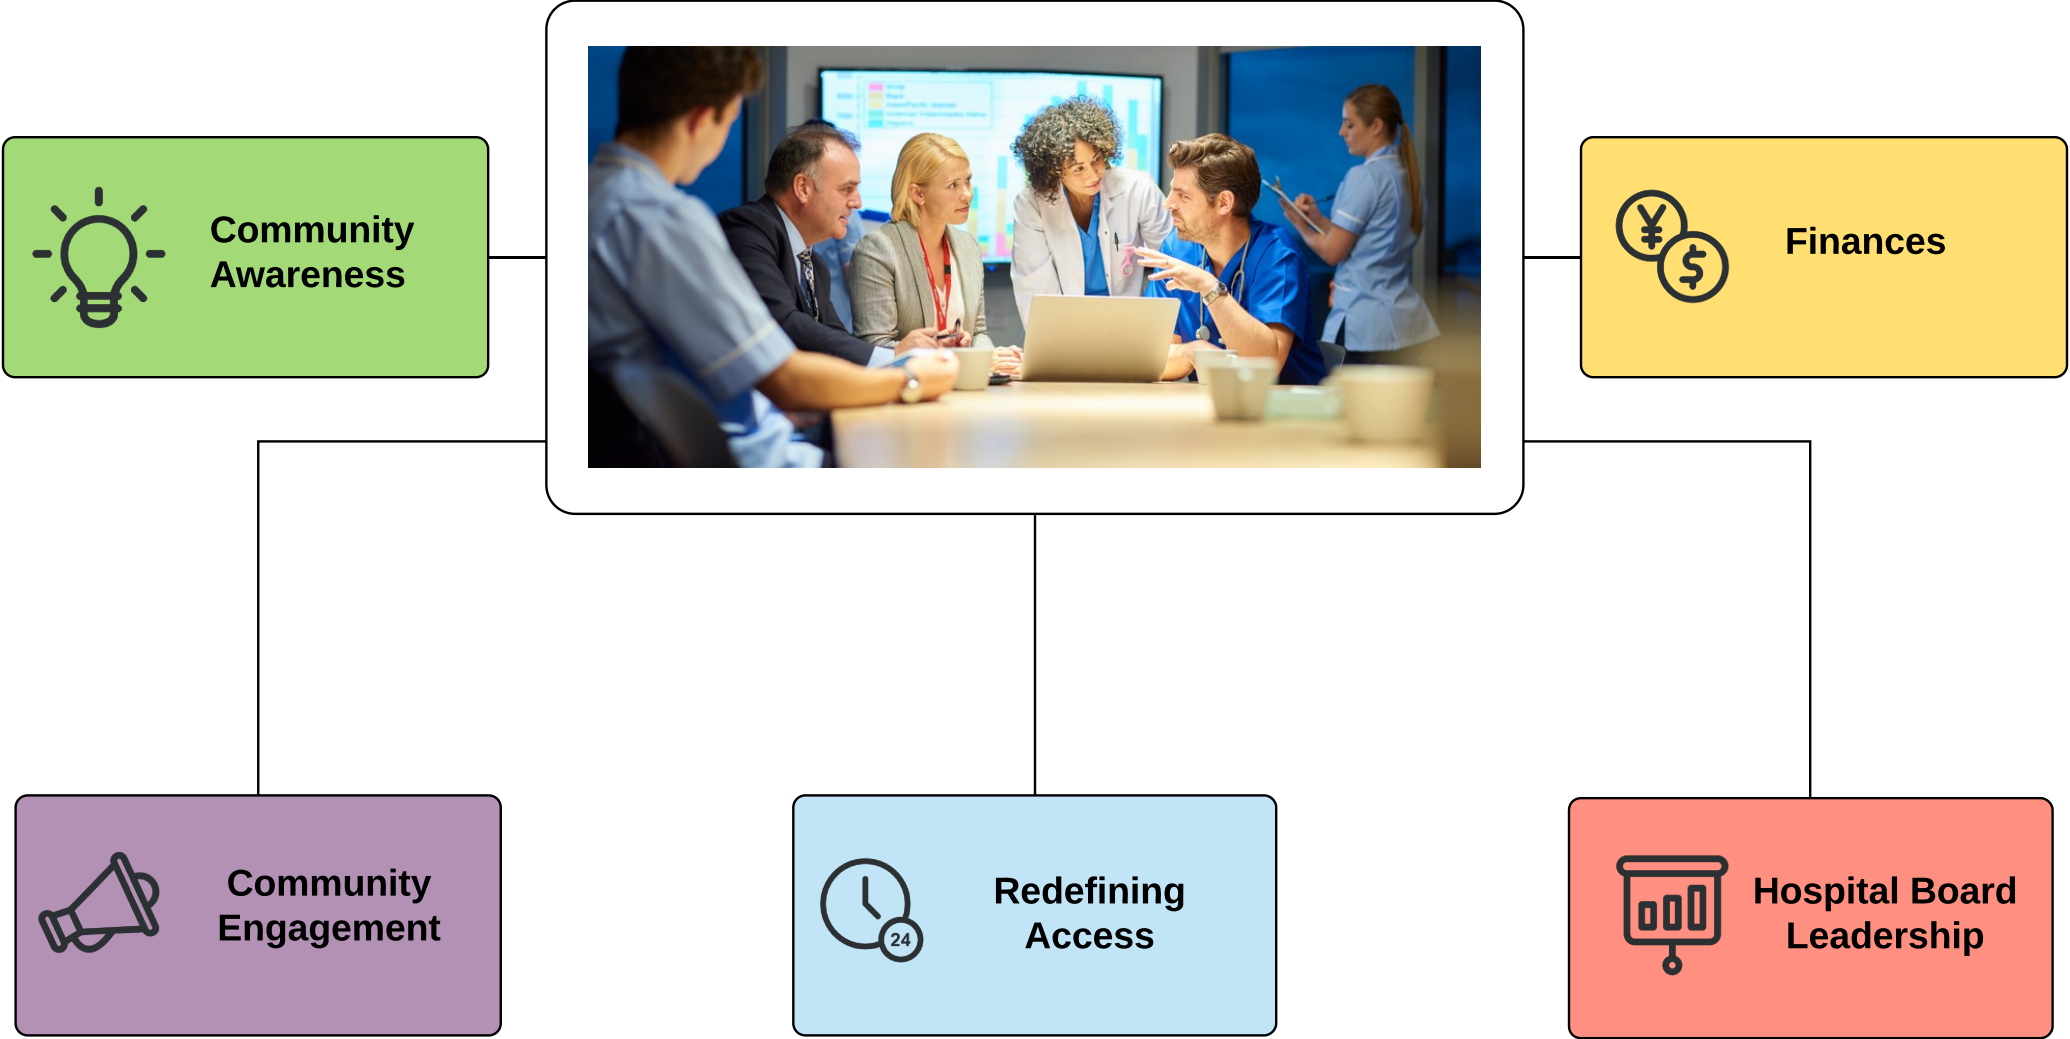 Community
Awareness
¥
$
Finances
Community
Engagement
24
Redefining
Access
Hospital Board
Leadership